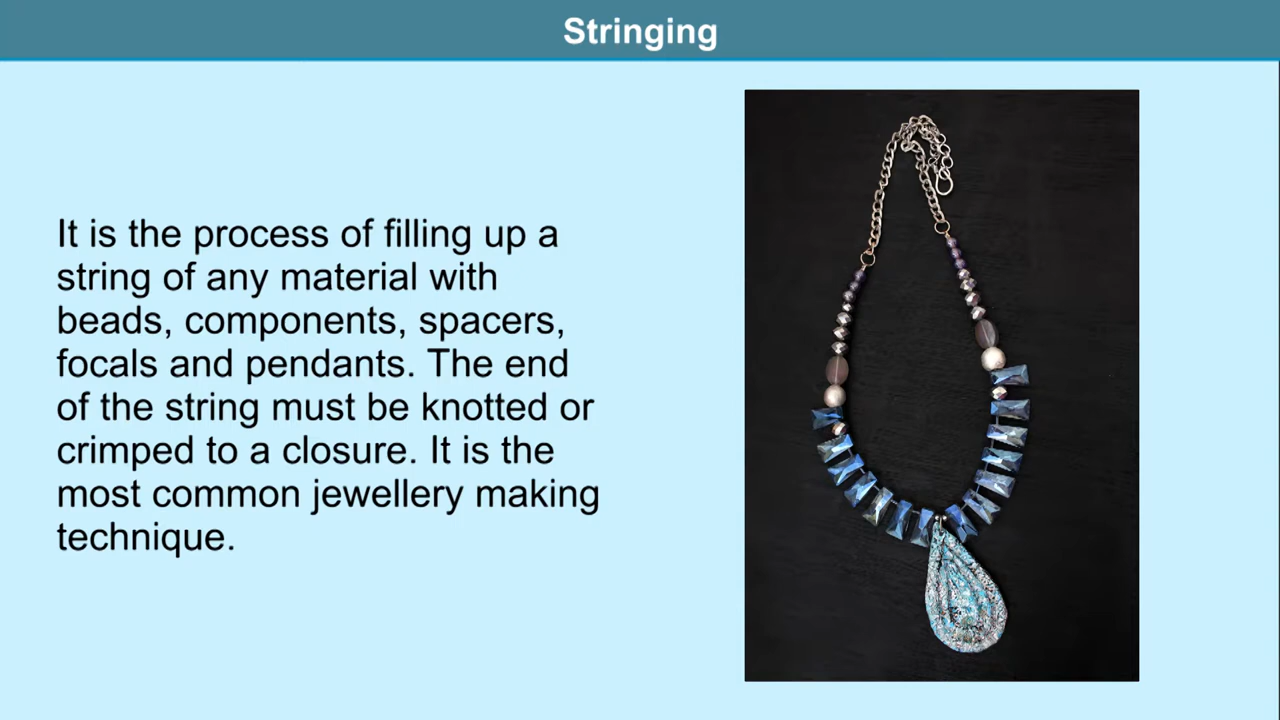 Stringing
It is the process of filling up a
string of any material with
beads, components, spacers,
focals and pendants. The end
of the string must be knotted or
crimped to a closure. It is the
most common jewellery making
technique.